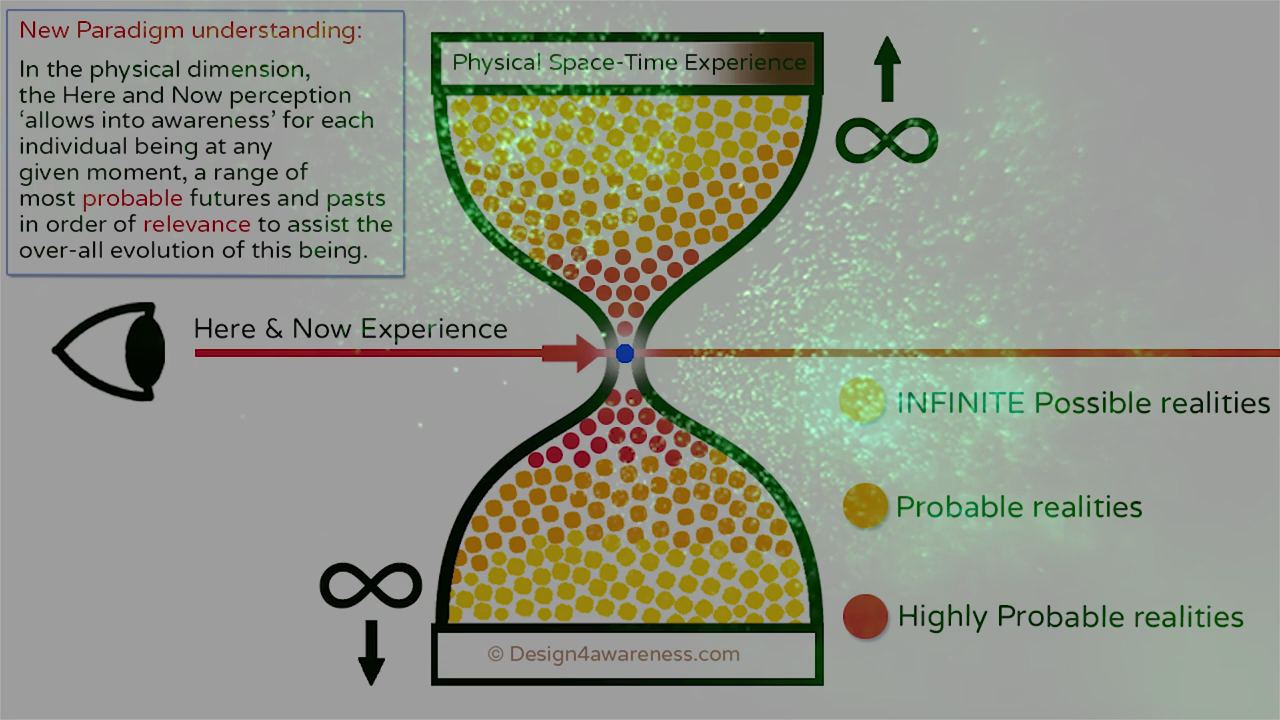 New Paradigm understanding:
In the physical dimension,
the Here and Now perception
‘allows into awareness’ for each
individual being at any
given moment, a range of
most probable futures and pasts
in order of relevance to assist the
over-all evolution of this being.
Physical Space-Time Experience
∞
Here & Now Experience
INFINITE Possible realities
Probable realities
Highly Probable realities
∞
© Design4awareness.com